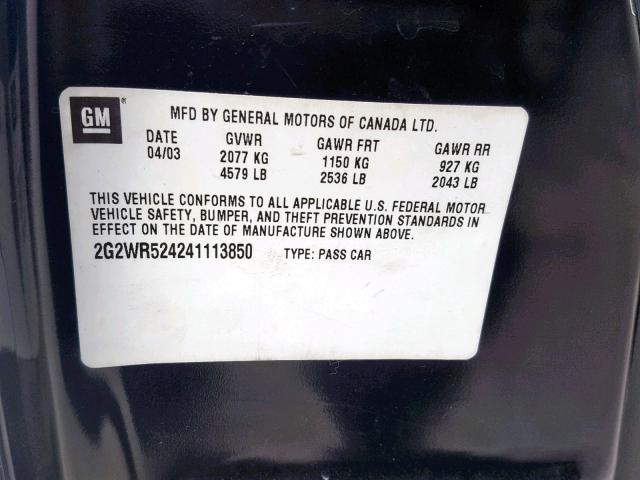 GM®
MFD BY GENERAL MOTORS OF CANADA LTD.
DATE GVWR GAWR FRT GAWR RR
04/03 2077 KG 1150 KG 927 KG
4579 LB 2536 LB 2043 LB
THIS VEHICLE CONFORMS TO ALL APPLICABLE U.S. FEDERAL MOTOR
VEHICLE SAFETY, BUMPER, AND THEFT PREVENTION STANDARDS IN
EFFECT ON THE DATE OF MANUFACTURE SHOWN ABOVE.
2G2WR524241113850 TYPE: PASS CAR